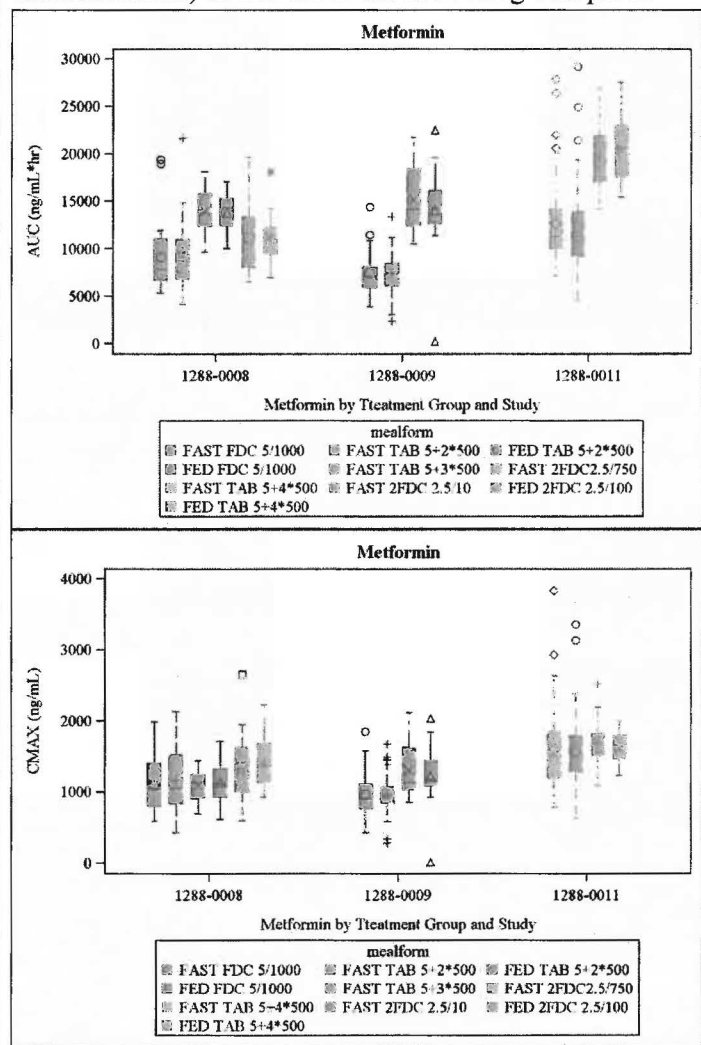 Metformin
30000
25000
20000
15000
10000
5000
0
AUC (ng/mL*hr)
1288-0008 1288-0009 1288-0011
Metformin by Tteatment Group and Study
mealform
FAST FDC 5/1000 FAST TAB 5+2*500 FED TAB 5+2*500
FED FDC 5/1000 FAST TAB 5+3*500 FAST 2FDC2.5/750
FAST TAB 5+4*500 FAST 2FDC 2.5/10 FED 2FDC 2.5/100
FED TAB 5+4*500
Metformin
4000
3000
2000
1000
0
CMAX (ng/mL)
1288-0008 1288-0009 1288-0011
Metformin by Tteatment Group and Study
mealform
FAST FDC 5/1000 FAST TAB 5+2*500 FED TAB 5+2*500
FED FDC 5/1000 FAST TAB 5+3*500 FAST 2FDC2.5/750
FAST TAB 5+4*500 FAST 2FDC 2.5/10 FED 2FDC 2.5/100
FED TAB 5+4*500